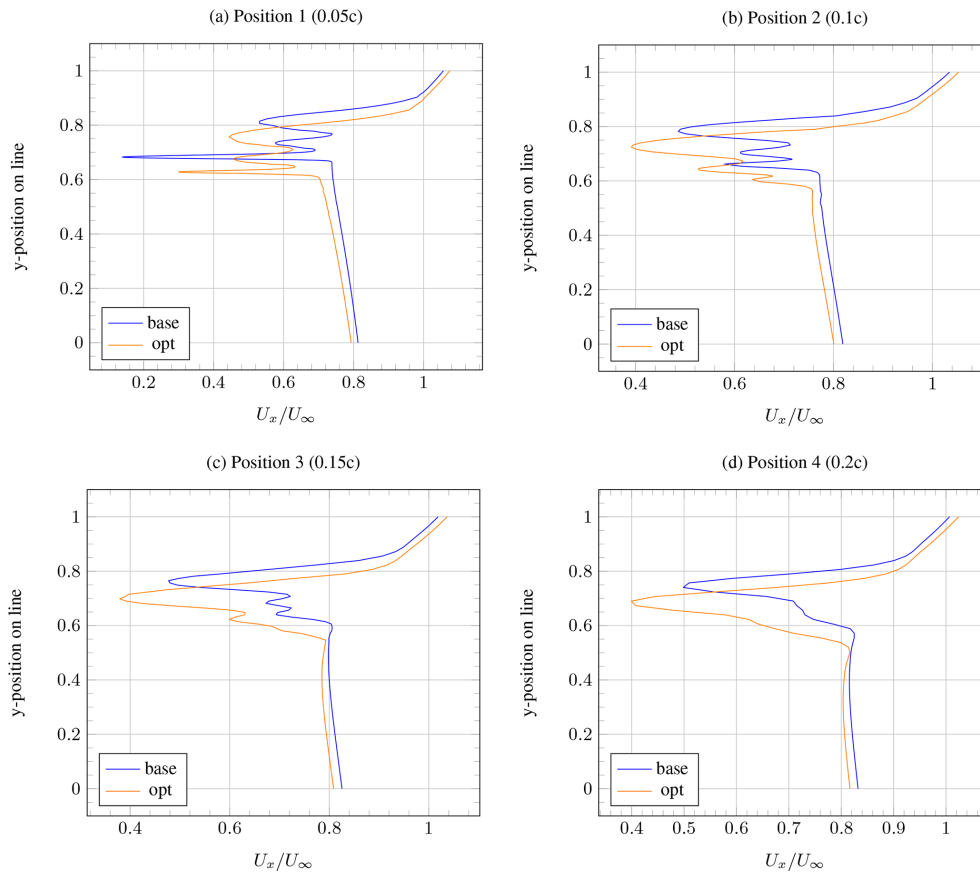 (a) Position 1 (0.05c)
1
0.8
0.6
0.4
0.2
0
y-position on line
base
opt
0.2 0.4 0.6 0.8 1
U_x/U_∞
(b) Position 2 (0.1c)
1
0.8
0.6
0.4
0.2
0
y-position on line
base
opt
0.4 0.6 0.8 1
U_x/U_∞
(c) Position 3 (0.15c)
1
0.8
0.6
0.4
0.2
0
y-position on line
base
opt
0.4 0.6 0.8 1
U_x/U_∞
(d) Position 4 (0.2c)
1
0.8
0.6
0.4
0.2
0
y-position on line
base
opt
0.4 0.5 0.6 0.7 0.8 0.9 1
U_x/U_∞